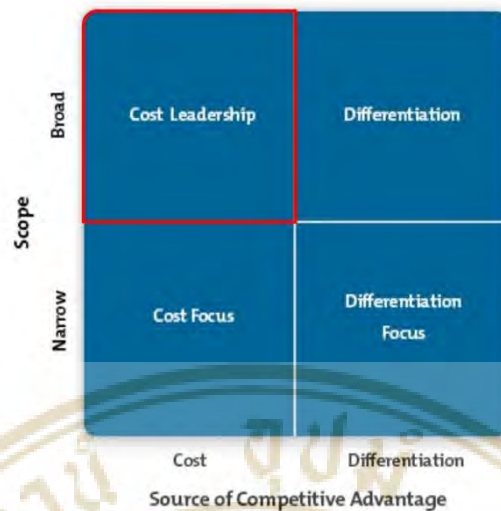 Broad
Cost Leadership
Differentiation
Scope
Narrow
Cost Focus
Differentiation
Focus
Cost
Differentiation
Source of Competitive Advantage